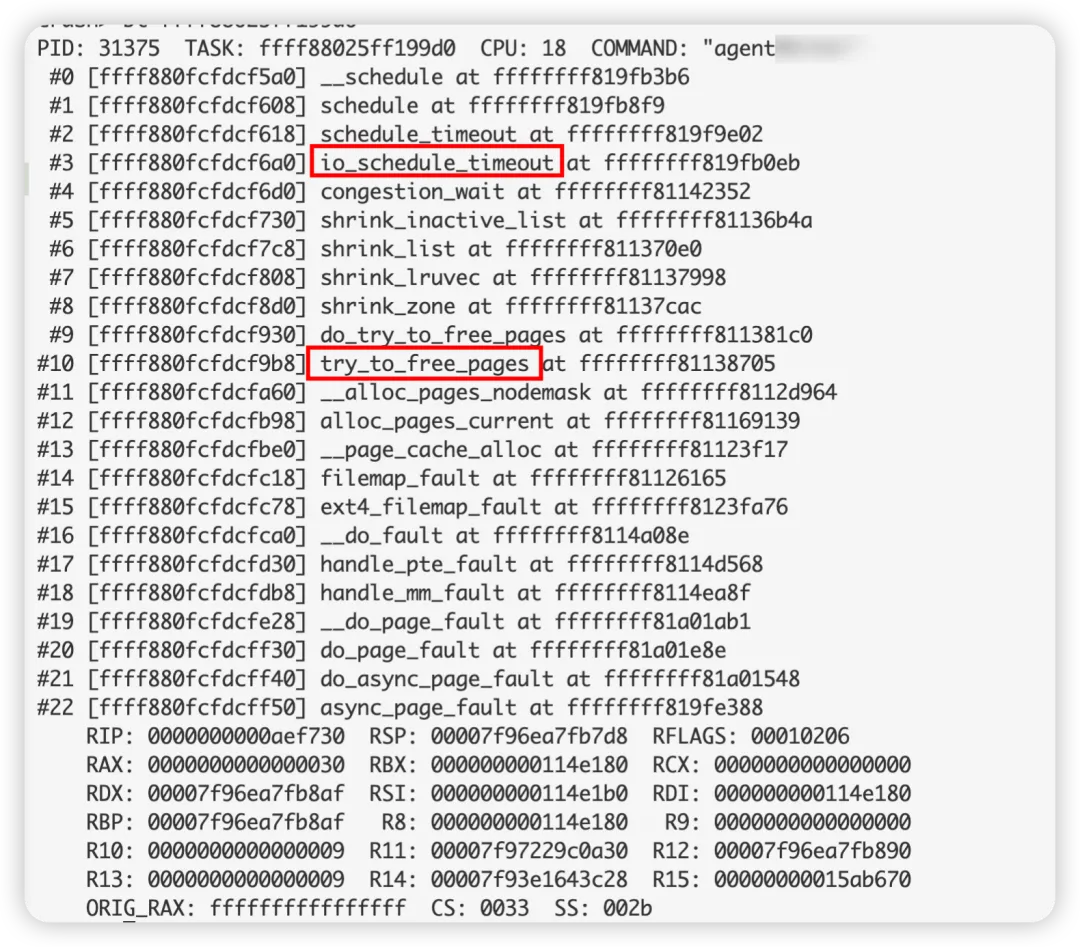 PID: 31375 TASK: ffff88025ff199d0 CPU: 18 COMMAND: "agent
#0 [ffff880fcfdcf5a0] __schedule at ffffffff819fb3b6
#1 [ffff880fcfdcf608] schedule at ffffffff819fb8f9
#2 [ffff880fcfdcf618] schedule_timeout at ffffffff819f9e02
#3 [ffff880fcfdcf6a0] io_schedule_timeout at ffffffff819fb0eb
#4 [ffff880fcfdcf6d0] congestion_wait at ffffffff81142352
#5 [ffff880fcfdcf730] shrink_inactive_list at ffffffff81136b4a
#6 [ffff880fcfdcf7c8] shrink_list at ffffffff811370e0
#7 [ffff880fcfdcf808] shrink_lruvec at ffffffff81137998
#8 [ffff880fcfdcf8d0] shrink_zone at ffffffff81137cac
#9 [ffff880fcfdcf930] do_try_to_free_pages at ffffffff811381c0
#10 [ffff880fcfdcf9b8] try_to_free_pages at ffffffff81138705
#11 [ffff880fcfdcfa60] __alloc_pages_nodemask at ffffffff8112d964
#12 [ffff880fcfdcfb98] alloc_pages_current at ffffffff81169139
#13 [ffff880fcfdcfbe0] __page_cache_alloc at ffffffff81123f17
#14 [ffff880fcfdcfc18] filemap_fault at ffffffff81126165
#15 [ffff880fcfdcfc78] ext4_filemap_fault at ffffffff8123fa76
#16 [ffff880fcfdcfca0] __do_fault at ffffffff8114a08e
#17 [ffff880fcfdcfd30] handle_pte_fault at ffffffff8114d568
#18 [ffff880fcfdcfdb8] handle_mm_fault at ffffffff8114ea8f
#19 [ffff880fcfdcfe28] __do_page_fault at ffffffff81a01ab1
#20 [ffff880fcfdcff30] do_page_fault at ffffffff81a01e8e
#21 [ffff880fcfdcff40] do_async_page_fault at ffffffff81a01548
#22 [ffff880fcfdcff50] async_page_fault at ffffffff819fe388
RIP: 0000000000aef730 RSP: 00007f96ea7fb7d8 RFLAGS: 00010206
RAX: 0000000000000030 RBX: 000000000114e180 RCX: 0000000000000000
RDX: 00007f96ea7fb8af RSI: 000000000114e1b0 RDI: 000000000114e180
RBP: 00007f96ea7fb8af R8: 000000000114e180 R9: 0000000000000000
R10: 0000000000000009 R11: 00007f97229c0a30 R12: 00007f96ea7fb890
R13: 0000000000000009 R14: 00007f93e1643c28 R15: 00000000015ab670
ORIG_RAX: ffffffffffffffff CS: 0033 SS: 002b